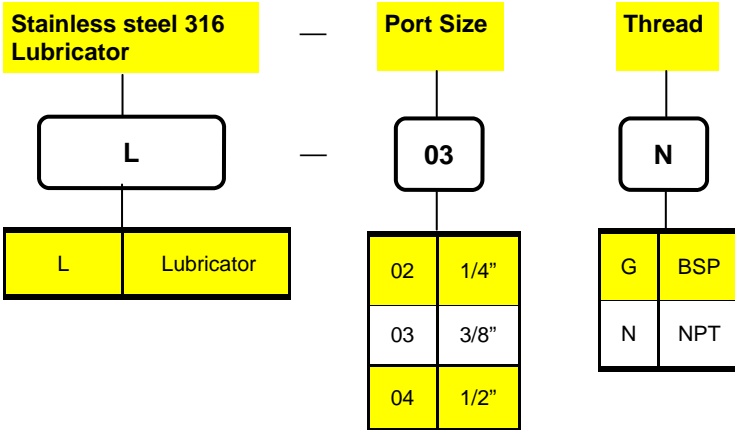 Stainless steel 316 — Port Size Thread
Lubricator
L — 03 N
L Lubricator
02 1/4”
03 3/8”
04 1/2”
G BSP
N NPT